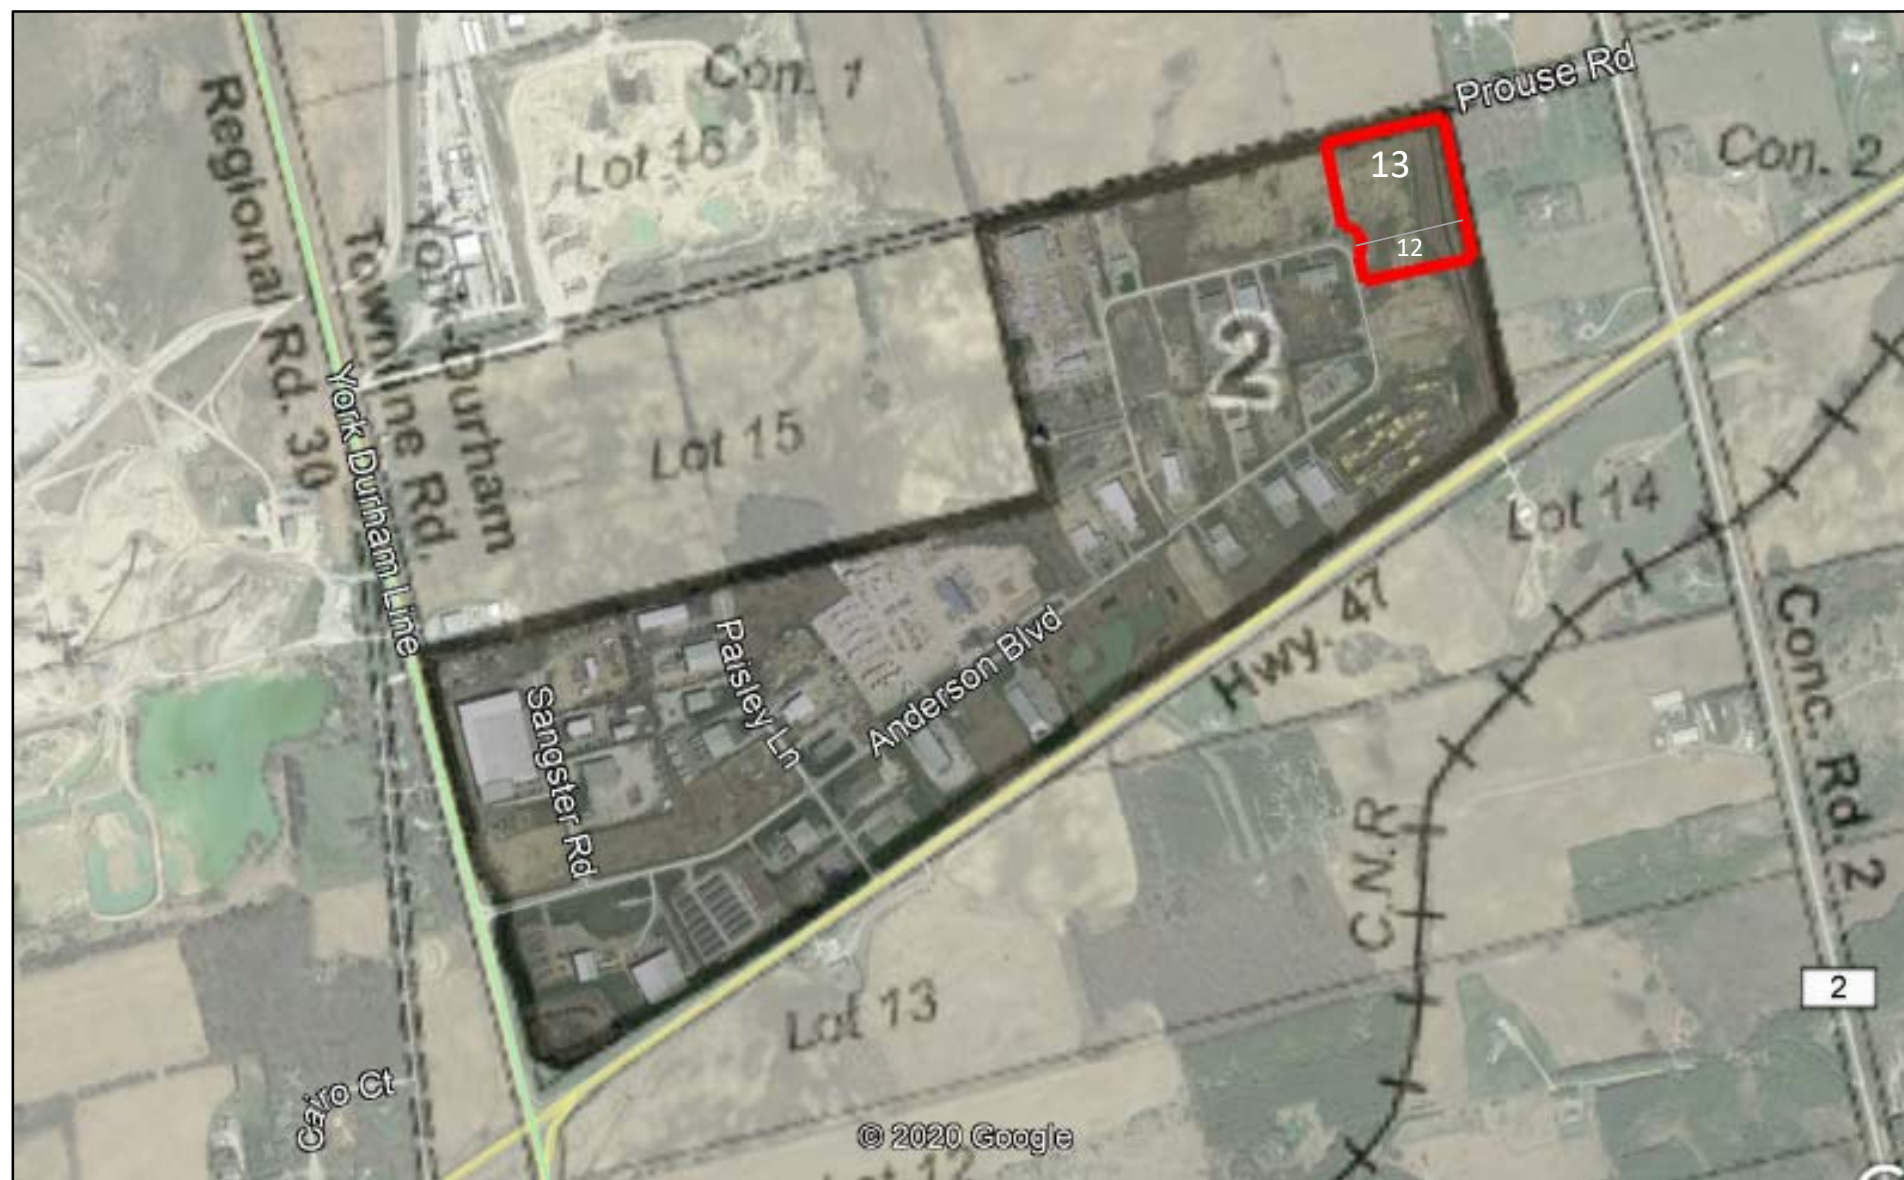 Con. 1
Prouse Rd
Lot 16
13
Con. 2
Regional
Rd. 30
York-Durham
Townline Rd.
12
2
York Durham Line
Lot 15
Lot 14
Hwy. 47
Conc. Rd. 2
Paisley Ln
Anderson Blvd
Sangster Rd
C.N.R
2
Lot 13
Cairo Ct
© 2020 Google
Lot 12